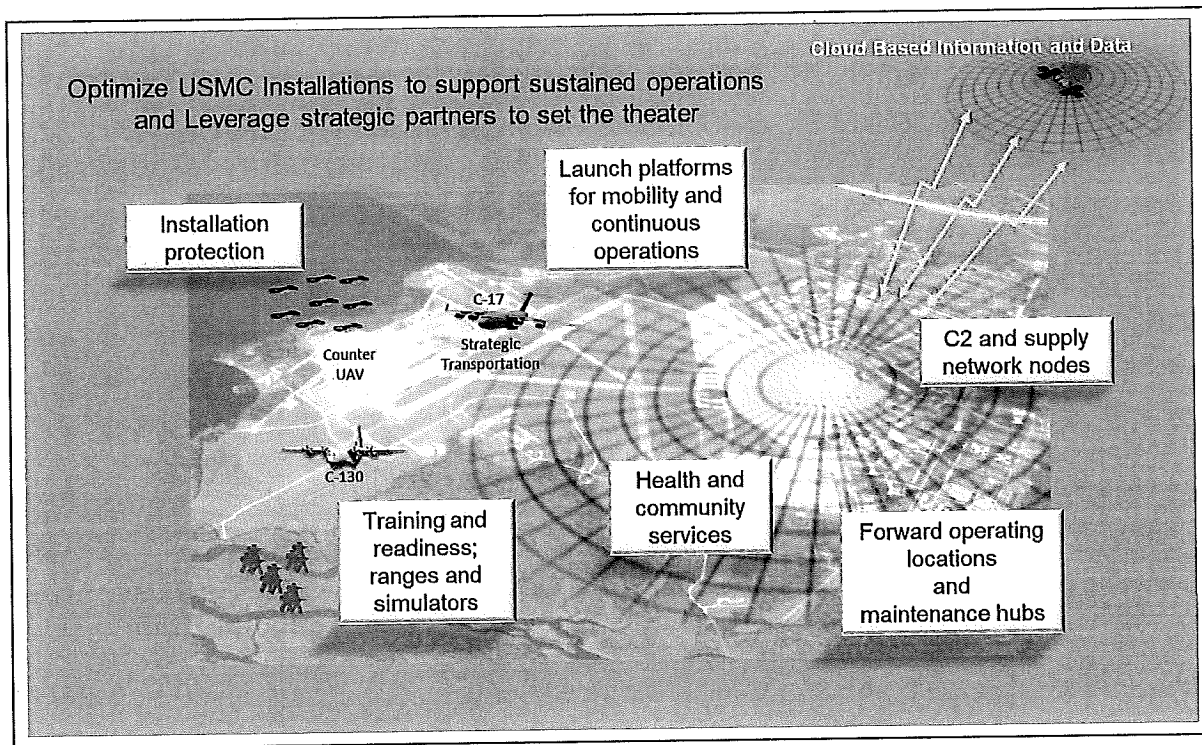 Cloud Based Information and Data
Optimize USMC Installations to support sustained operations
and Leverage strategic partners to set the theater
Launch platforms
for mobility and
continuous
operations
Installation
protection
C-17
Strategic
Transportation
Counter
UAV
C2 and supply
network nodes
C-130
Health and
community
services
Training and
readiness;
ranges and
simulators
Forward operating
locations
and
maintenance hubs